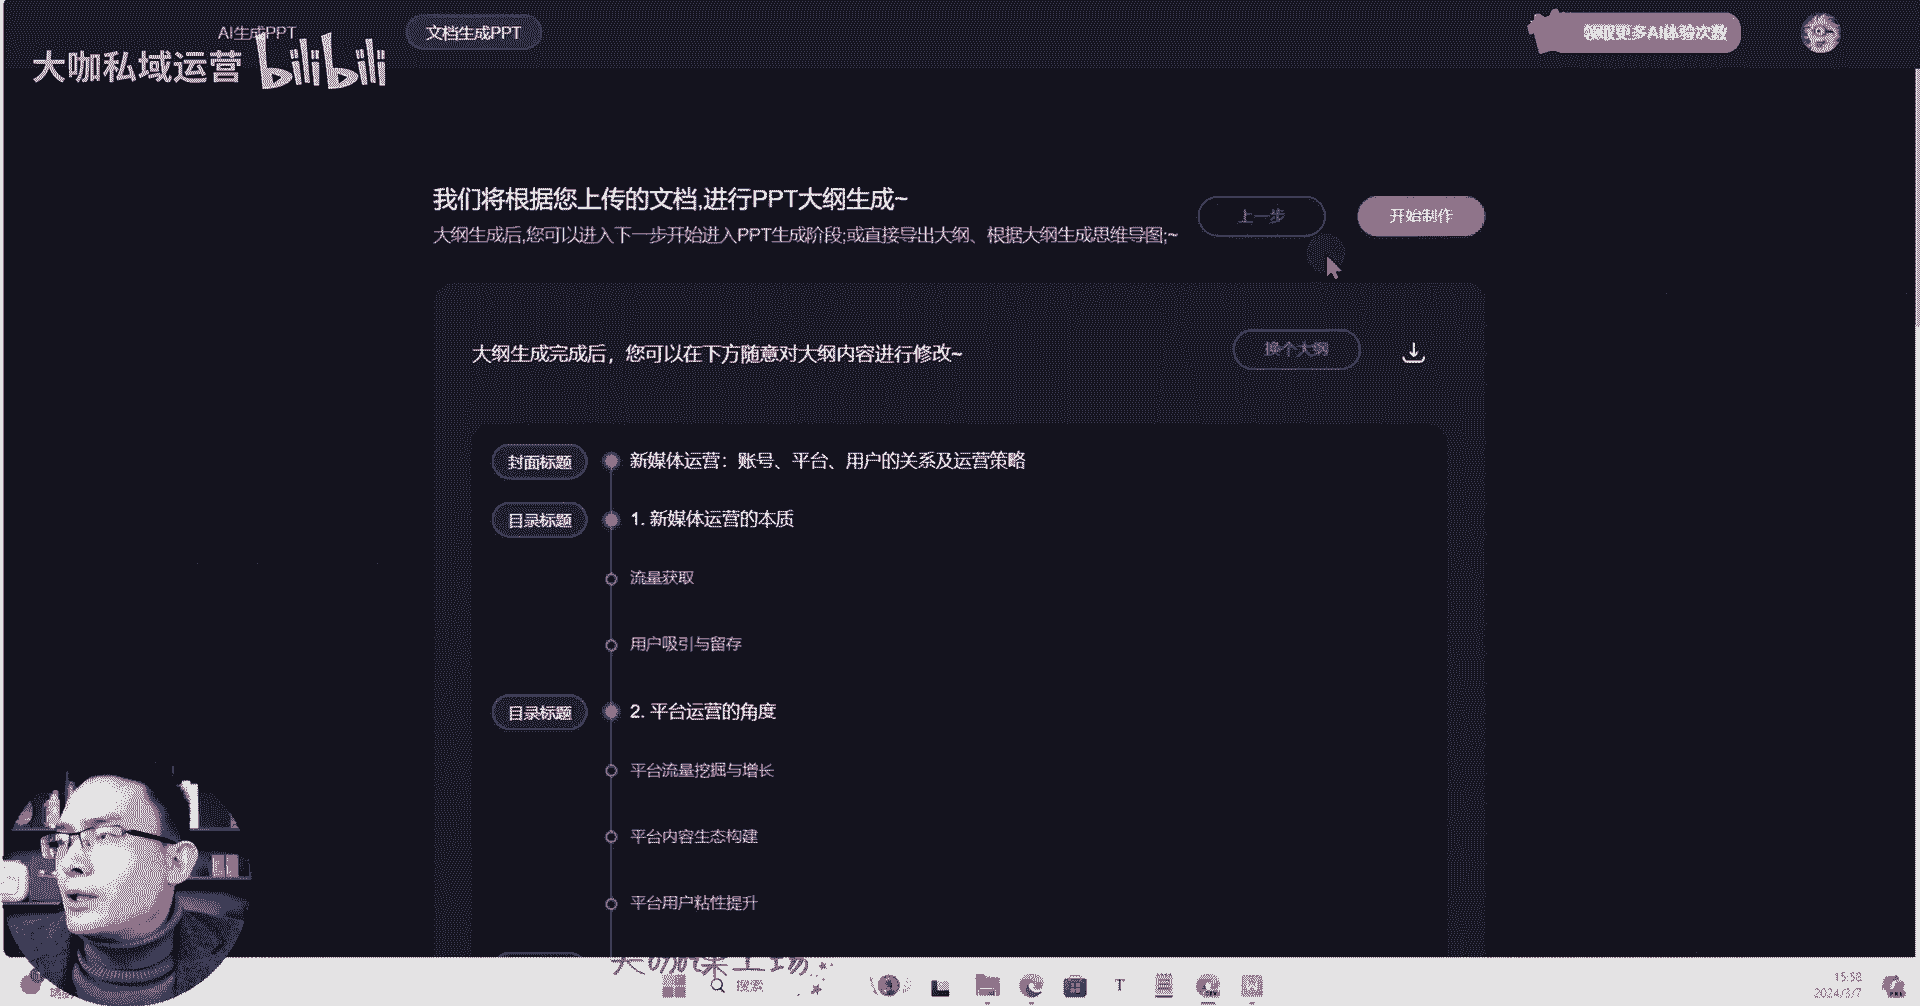 AI生成PPT
文档生成PPT
领取更多AI体验次数
大咖私域运营 bilibili
我们将根据您上传的文档,进行PPT大纲生成~
大纲生成后,您可以进入下一步开始进入PPT生成阶段;或直接导出大纲、根据大纲生成思维导图;~
上一步
开始制作
大纲生成完成后，您可以在下方随意对大纲内容进行修改~
换个大纲
封面标题
新媒体运营：账号、平台、用户的关系及运营策略
目录标题
1. 新媒体运营的本质
流量获取
用户吸引与留存
目录标题
2. 平台运营的角度
平台流量挖掘与增长
平台内容生态构建
平台用户粘性提升
搜索
15:58
2024/3/7